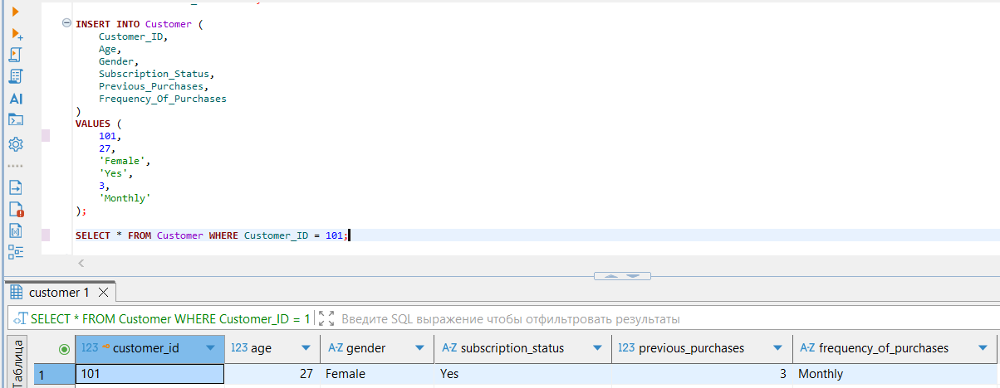 INSERT INTO Customer (
Customer_ID,
Age,
Gender,
Subscription_Status,
Previous_Purchases,
Frequency_Of_Purchases
)
VALUES (
101,
27,
'Female',
'Yes',
3,
'Monthly'
);
SELECT * FROM Customer WHERE Customer_ID = 101;
AI
customer 1
SELECT * FROM Customer WHERE Customer_ID = 1
Введите SQL выражение чтобы отфильтровать результаты
Таблица
123 customer_id 123 age A-Z gender A-Z subscription_status 123 previous_purchases A-Z frequency_of_purchases
1 101 27 Female Yes 3 Monthly